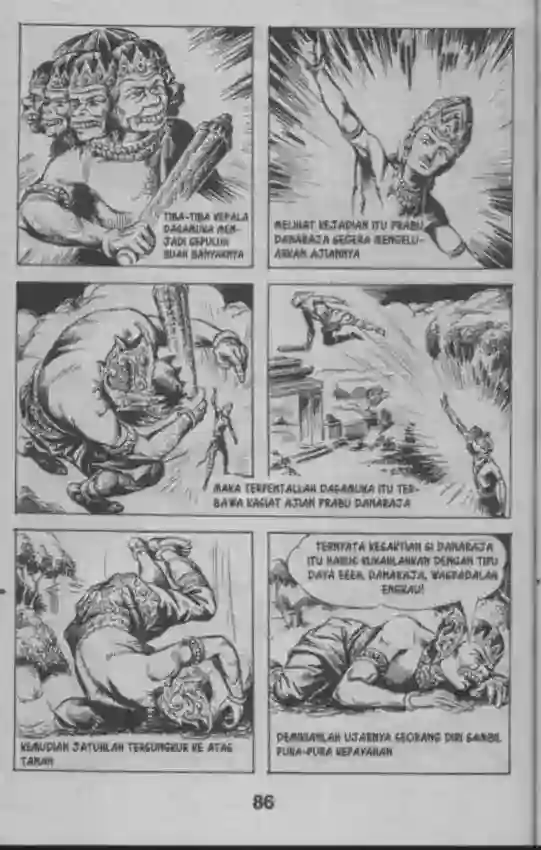 TIBA-TIBA KEPALA
DASAMUKA MEN-
JADI SEPULUH
BUAH BANYAKNYA
MELIHAT KEJADIAN ITU PRABU
DANARAJA SEGERA MENGELU-
ARKAN AJIANNYA
MAKA TERPENTALLAH DASAMUKA ITU TER-
BAWA KASIAT AJIAN PRABU DANARAJA
KEMUDIAN JATUHLAH TERSUNGKUR KE ATAS
TANAH
TERNYATA KESAKTIAN SI DANARAJA
ITU HARUS KUKALAHKAN DENGAN TIPU
DAYA EEEH, DANARAJA, WASPADALAH
ENGKAU!
DEMIKIANLAH UJARNYA SEORANG DIRI SAMBIL
PURA-PURA KEPAYAHAN
86